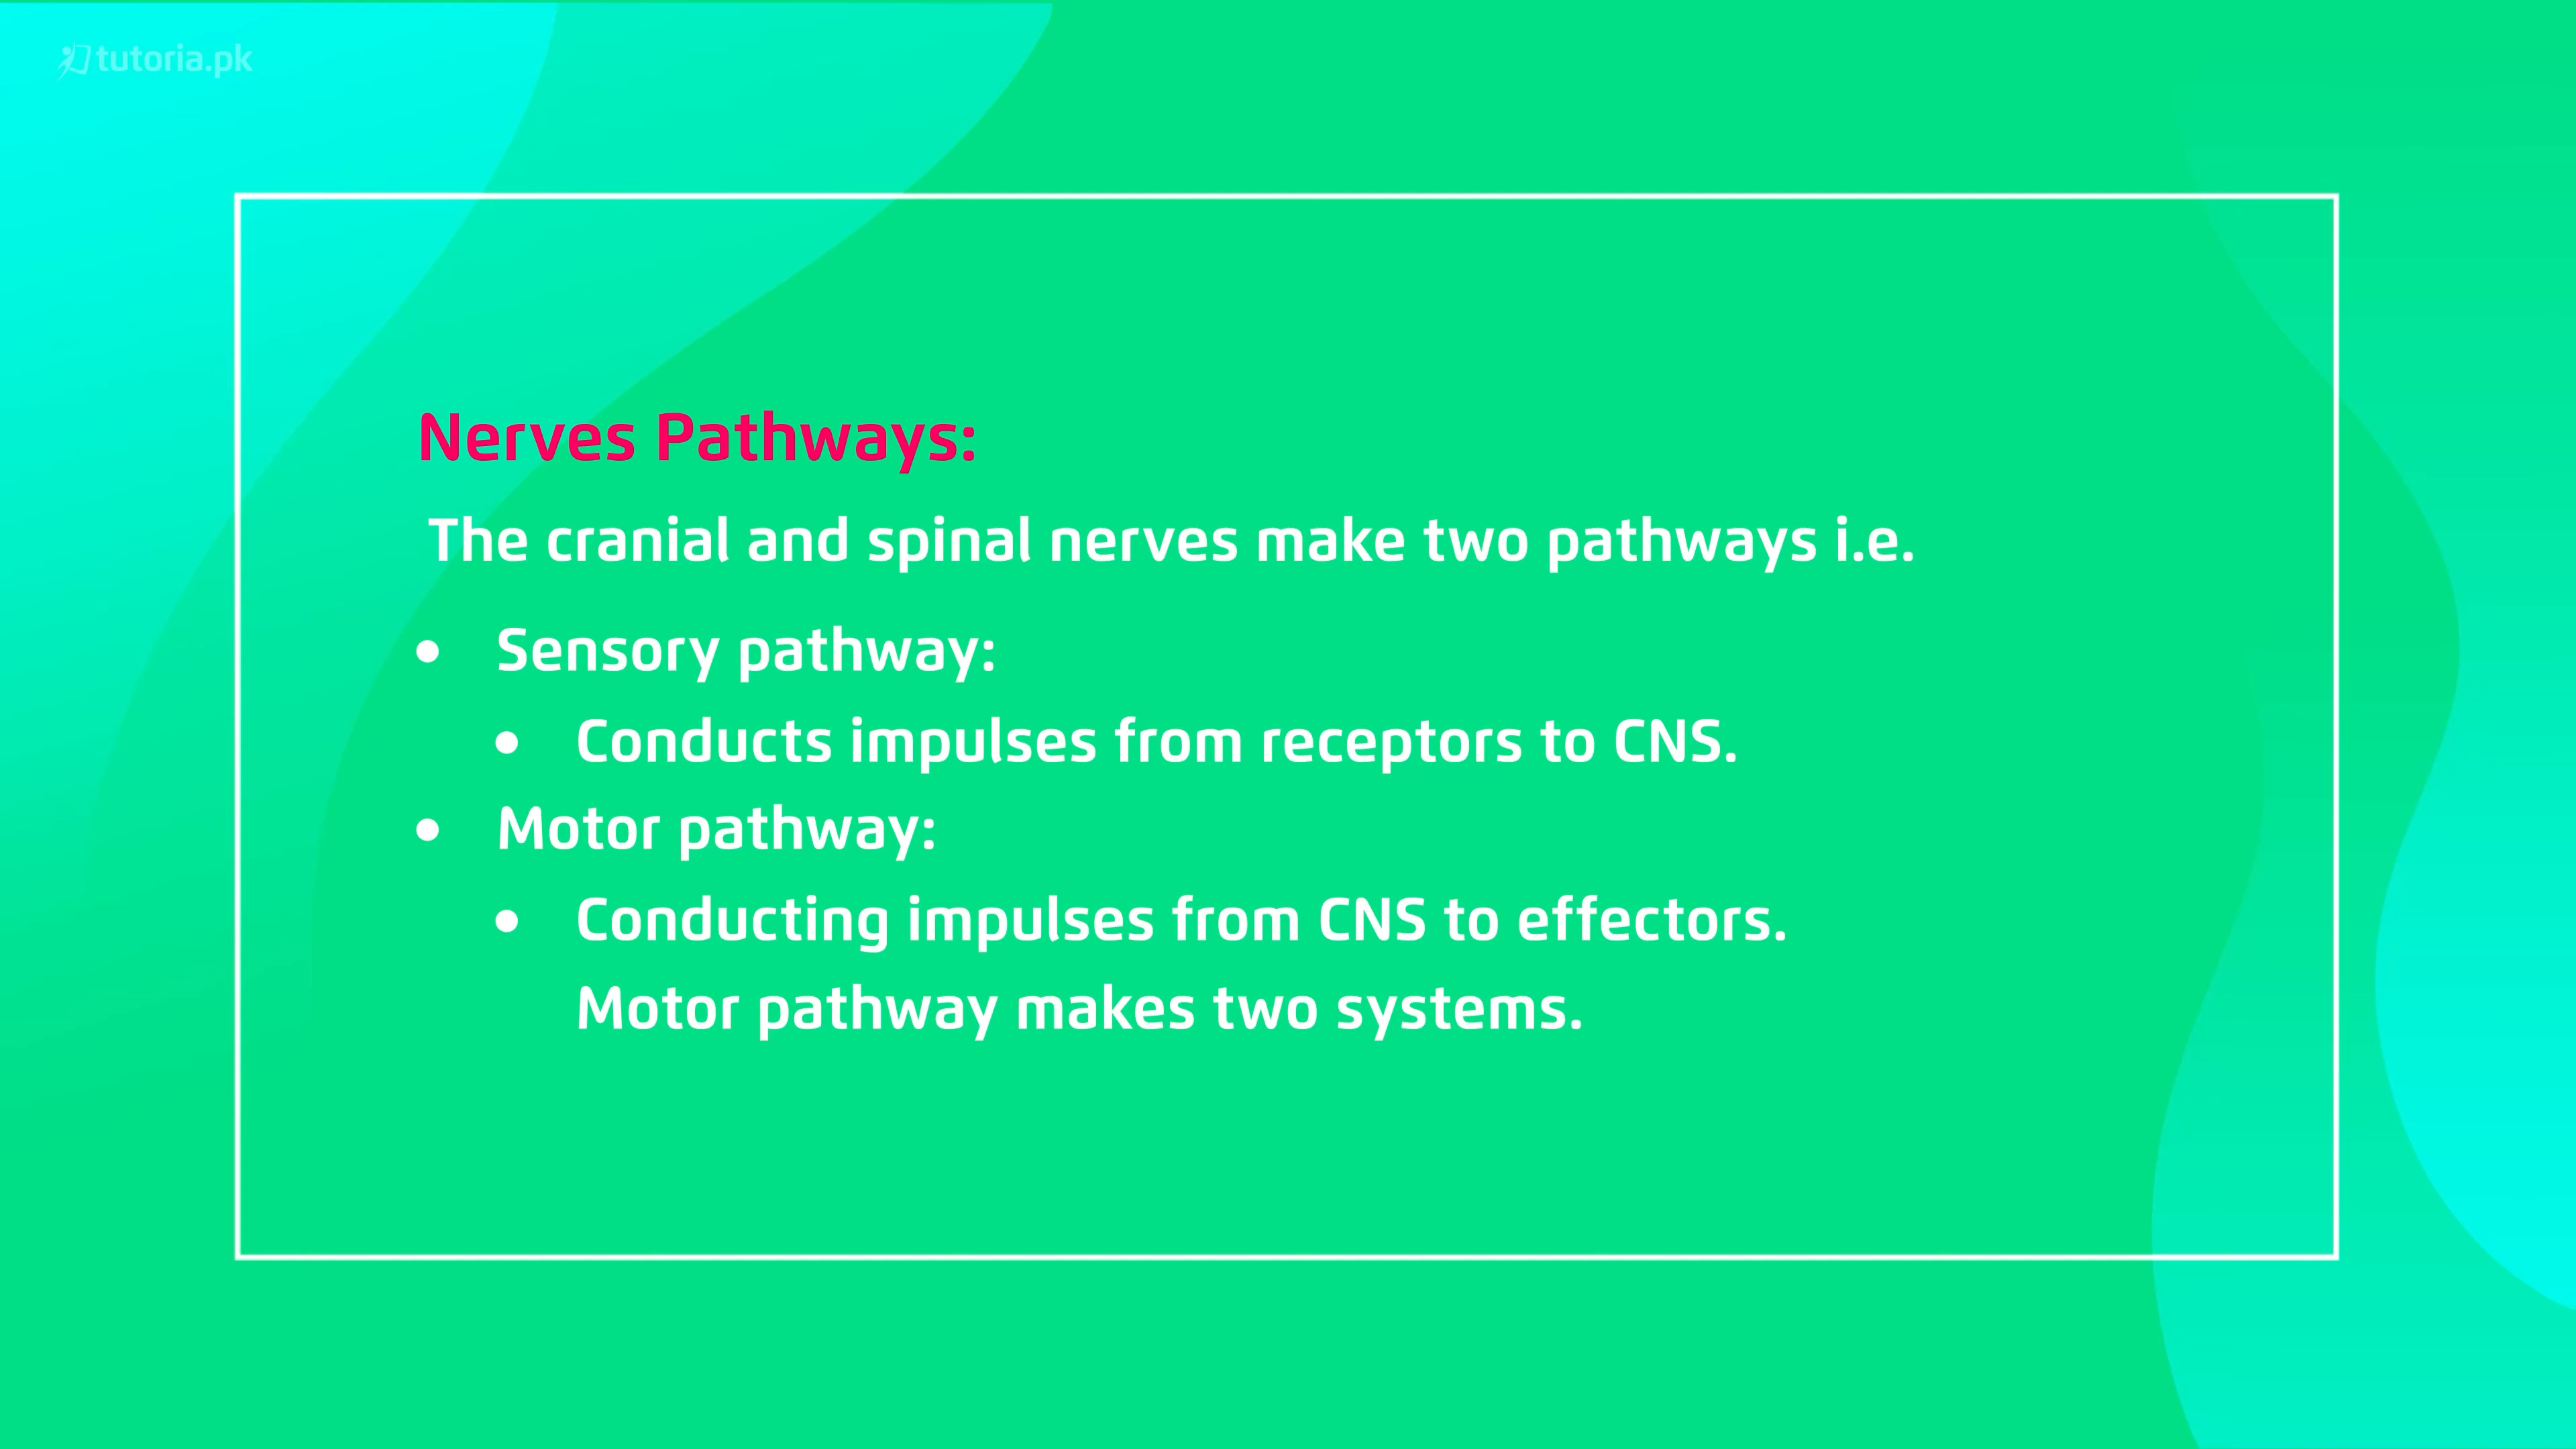 tutoria.pk
Nerves Pathways:
The cranial and spinal nerves make two pathways i.e.
• Sensory pathway:
• Conducts impulses from receptors to CNS.
• Motor pathway:
• Conducting impulses from CNS to effectors.
Motor pathway makes two systems.